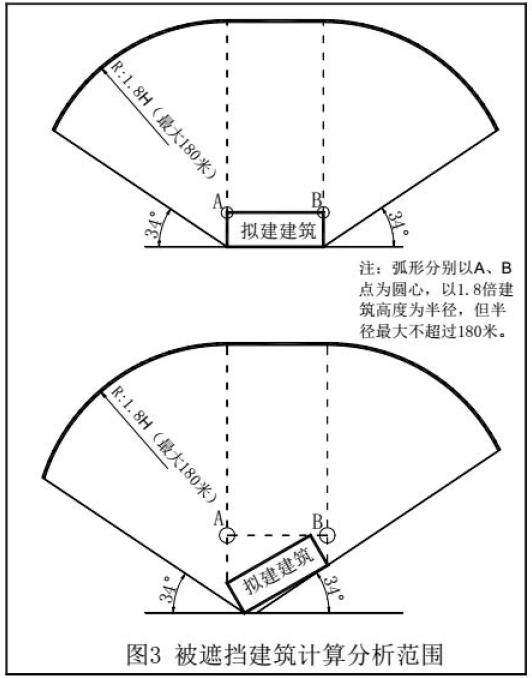 R:1.8H（最大180米）
A
B
34°
拟建建筑
34°
注：弧形分别以A、B
点为圆心，以1.8倍建
筑高度为半径，但半
径最大不超过180米。
R:1.8H（最大180米）
A
B
拟建建筑
34°
34°
图3 被遮挡建筑计算分析范围